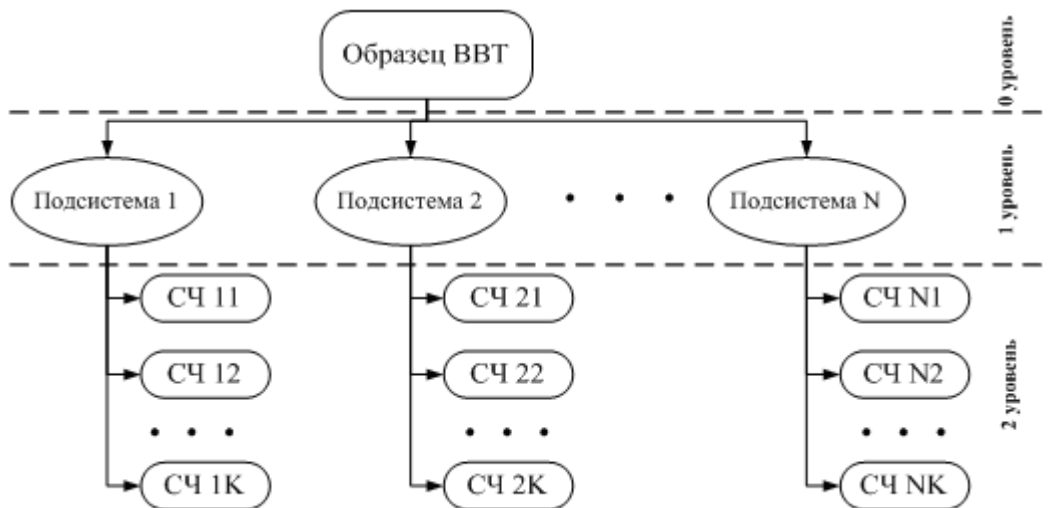 Образец ВВТ
0 уровень
Подсистема 1
Подсистема 2
. . .
Подсистема N
1 уровень
СЧ 11
СЧ 21
СЧ N1
СЧ 12
СЧ 22
СЧ N2
2 уровень
. . .
. . .
. . .
СЧ 1K
СЧ 2K
СЧ NK